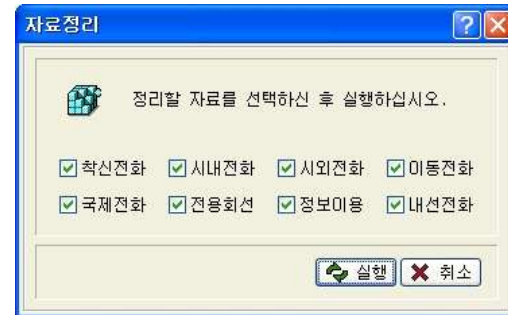 자료정리
정리할 자료를 선택하신 후 실행하십시오.
착신전화 시내전화 시외전화 이동전화
국제전화 전용회선 정보이용 내선전화
실행 취소